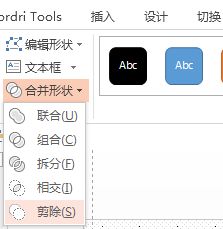 ordri Tools 插入 设计 切换
编辑形状
文本框
合并形状
Abc Abc
联合(U)
组合(C)
拆分(F)
相交(I)
剪除(S)